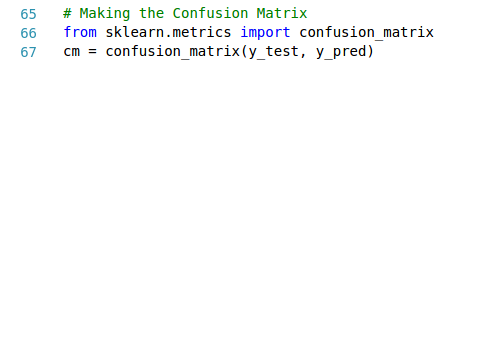 65 # Making the Confusion Matrix
66 from sklearn.metrics import confusion_matrix
67 cm = confusion_matrix(y_test, y_pred)